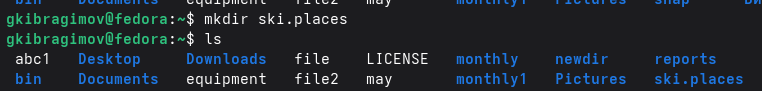 gkibragimov@fedora:~$ mkdir ski.places
gkibragimov@fedora:~$ ls
abc1 Desktop Downloads file LICENSE monthly newdir reports
bin Documents equipment file2 may monthly1 Pictures ski.places